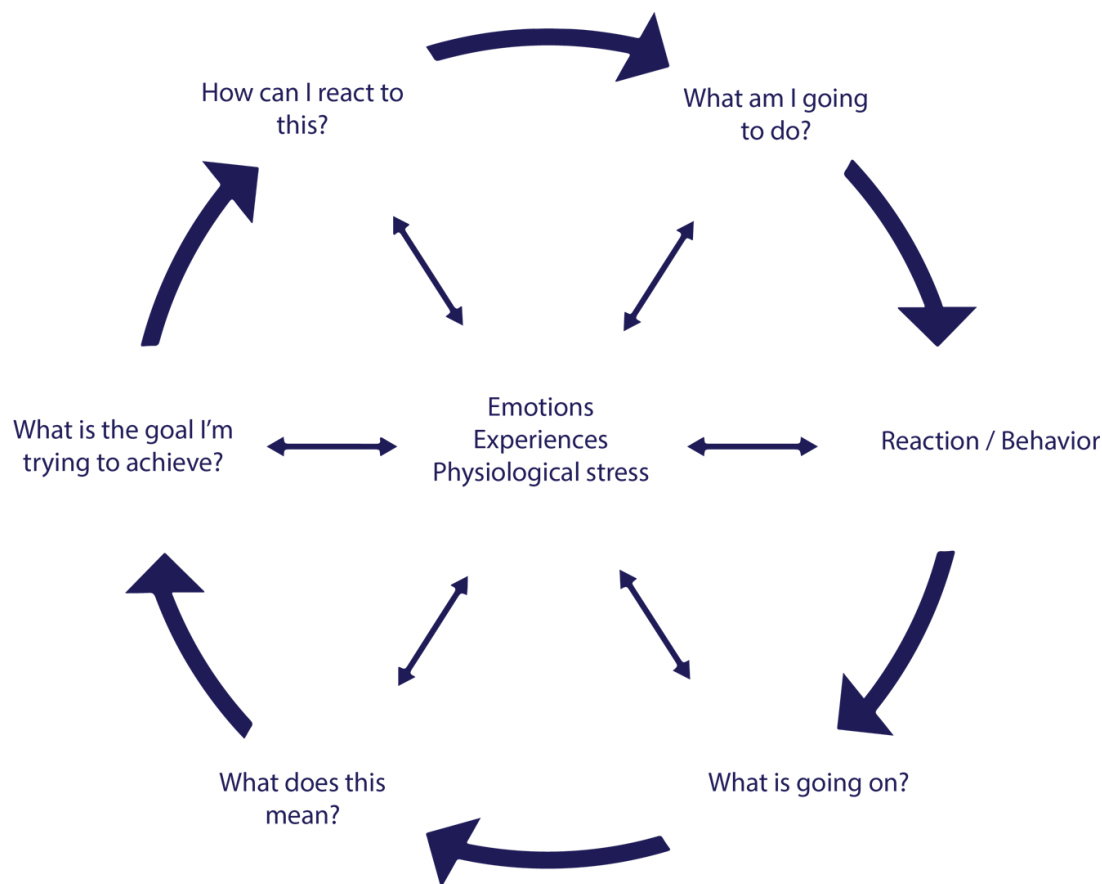 How can I react to
this?
What am I going
to do?
What is the goal I’m
trying to achieve?
Emotions
Experiences
Physiological stress
Reaction / Behavior
What does this
mean?
What is going on?